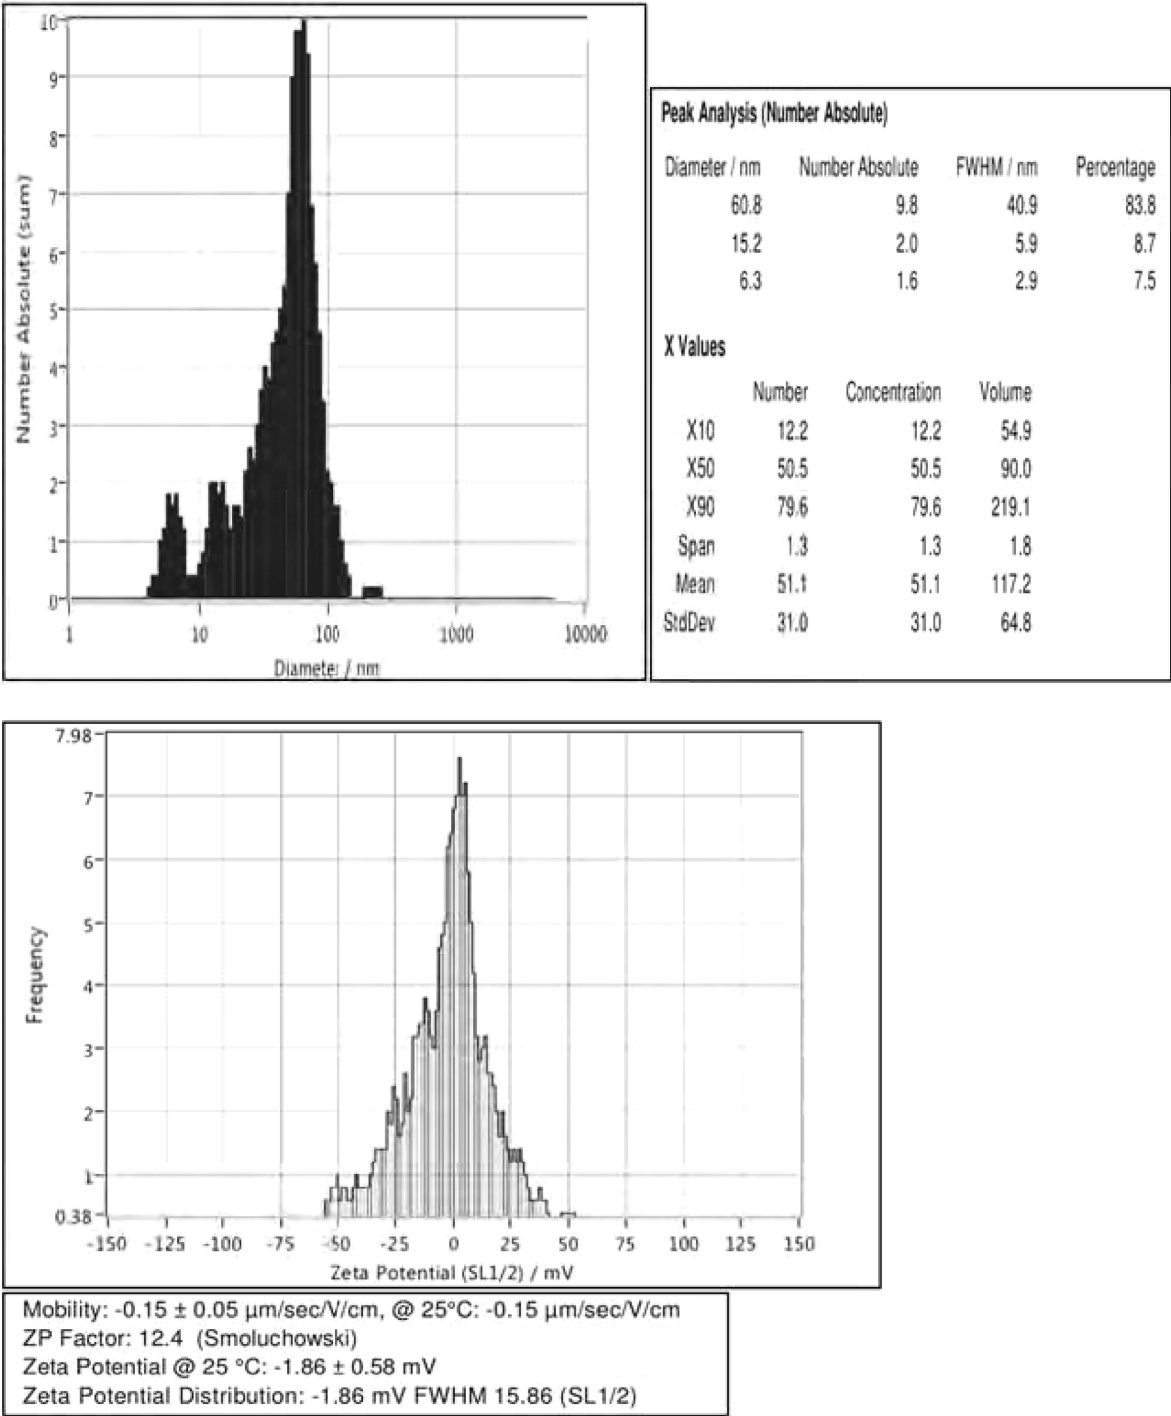 10
9
8
7
6
5
4
3
2
1
0
Number Absolute (sum)
1 10 100 1000 10000
Diameter / nm
Peak Analysis (Number Absolute)
Diameter / nm Number Absolute FWHM / nm Percentage
60.8 9.8 40.9 83.8
15.2 2.0 5.9 8.7
6.3 1.6 2.9 7.5
X Values
Number Concentration Volume
X10 12.2 12.2 54.9
X50 50.5 50.5 90.0
X90 79.6 79.6 219.1
Span 1.3 1.3 1.8
Mean 51.1 51.1 117.2
StdDev 31.0 31.0 64.8
7.98
7
6
5
4
3
2
1
0.38
Frequency
-150 -125 -100 -75 -50 -25 0 25 50 75 100 125 150
Zeta Potential (SL1/2) / mV
Mobility: -0.15 ± 0.05 µm/sec/V/cm, @ 25°C: -0.15 µm/sec/V/cm
ZP Factor: 12.4 (Smoluchowski)
Zeta Potential @ 25 °C: -1.86 ± 0.58 mV
Zeta Potential Distribution: -1.86 mV FWHM 15.86 (SL1/2)